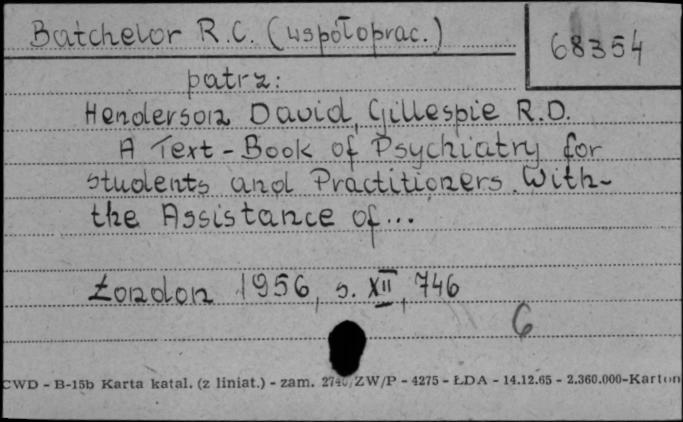 Batchelor R.C. (współoprac.)
68354
patrz:
Henderson David, Gillespie R.D.
A Text-Book of Psychiatry for
students and Practitioners. With-
the Assistance of...
London 1956, s. XII, 746
6
CWD - B-15b Karta katal. (z liniat.) - zam. 2740/ZW/P - 4275 - ŁDA - 14.12.65 - 2.360.000-Karton